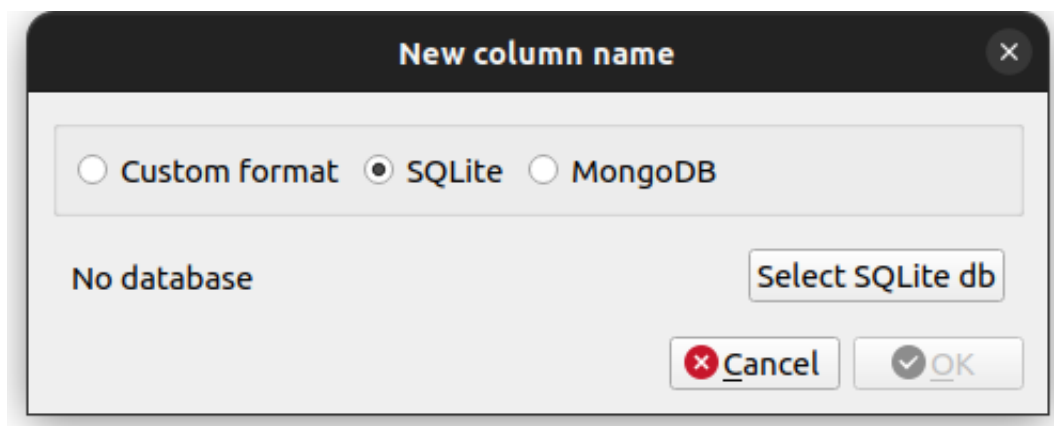 New column name
Custom format SQLite MongoDB
No database Select SQLite db
Cancel OK